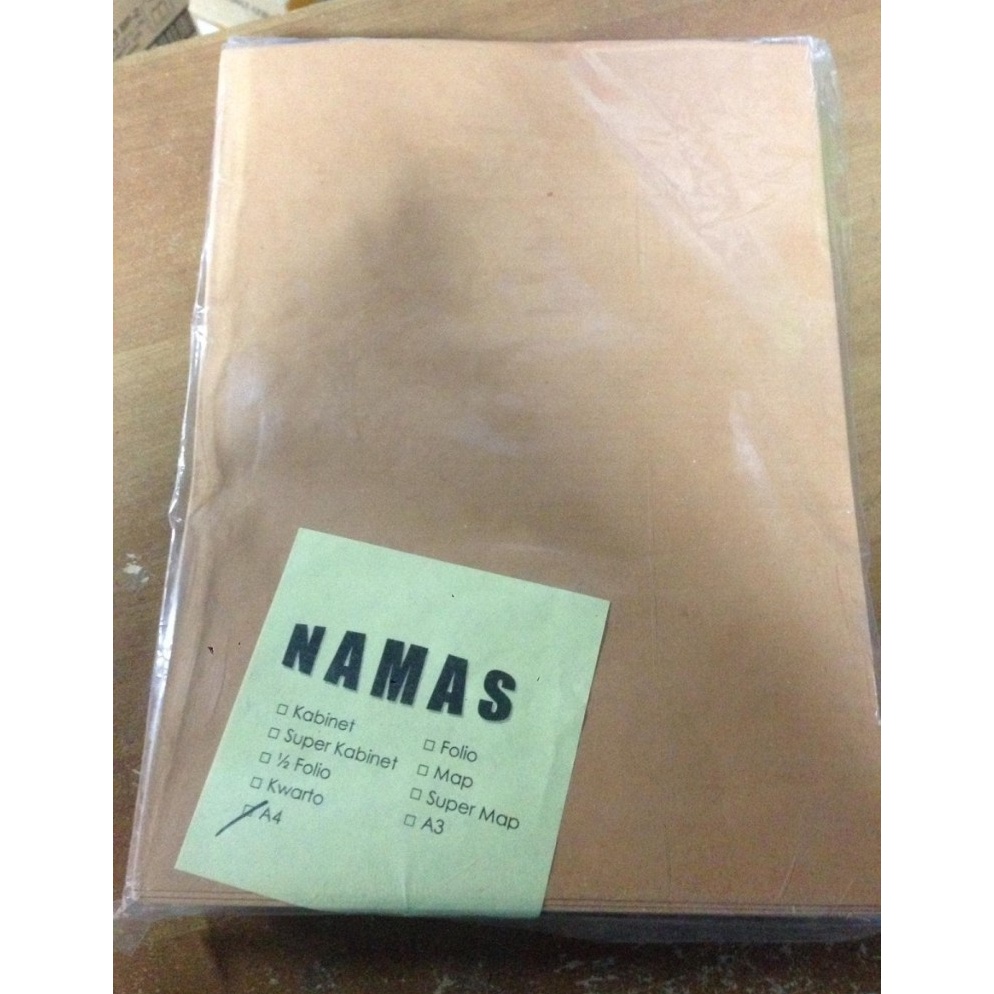 NAMAS
□ Kabinet
□ Super Kabinet
□ ½ Folio
□ Kwarto
□ A4
□ Folio
□ Map
□ Super Map
□ A3